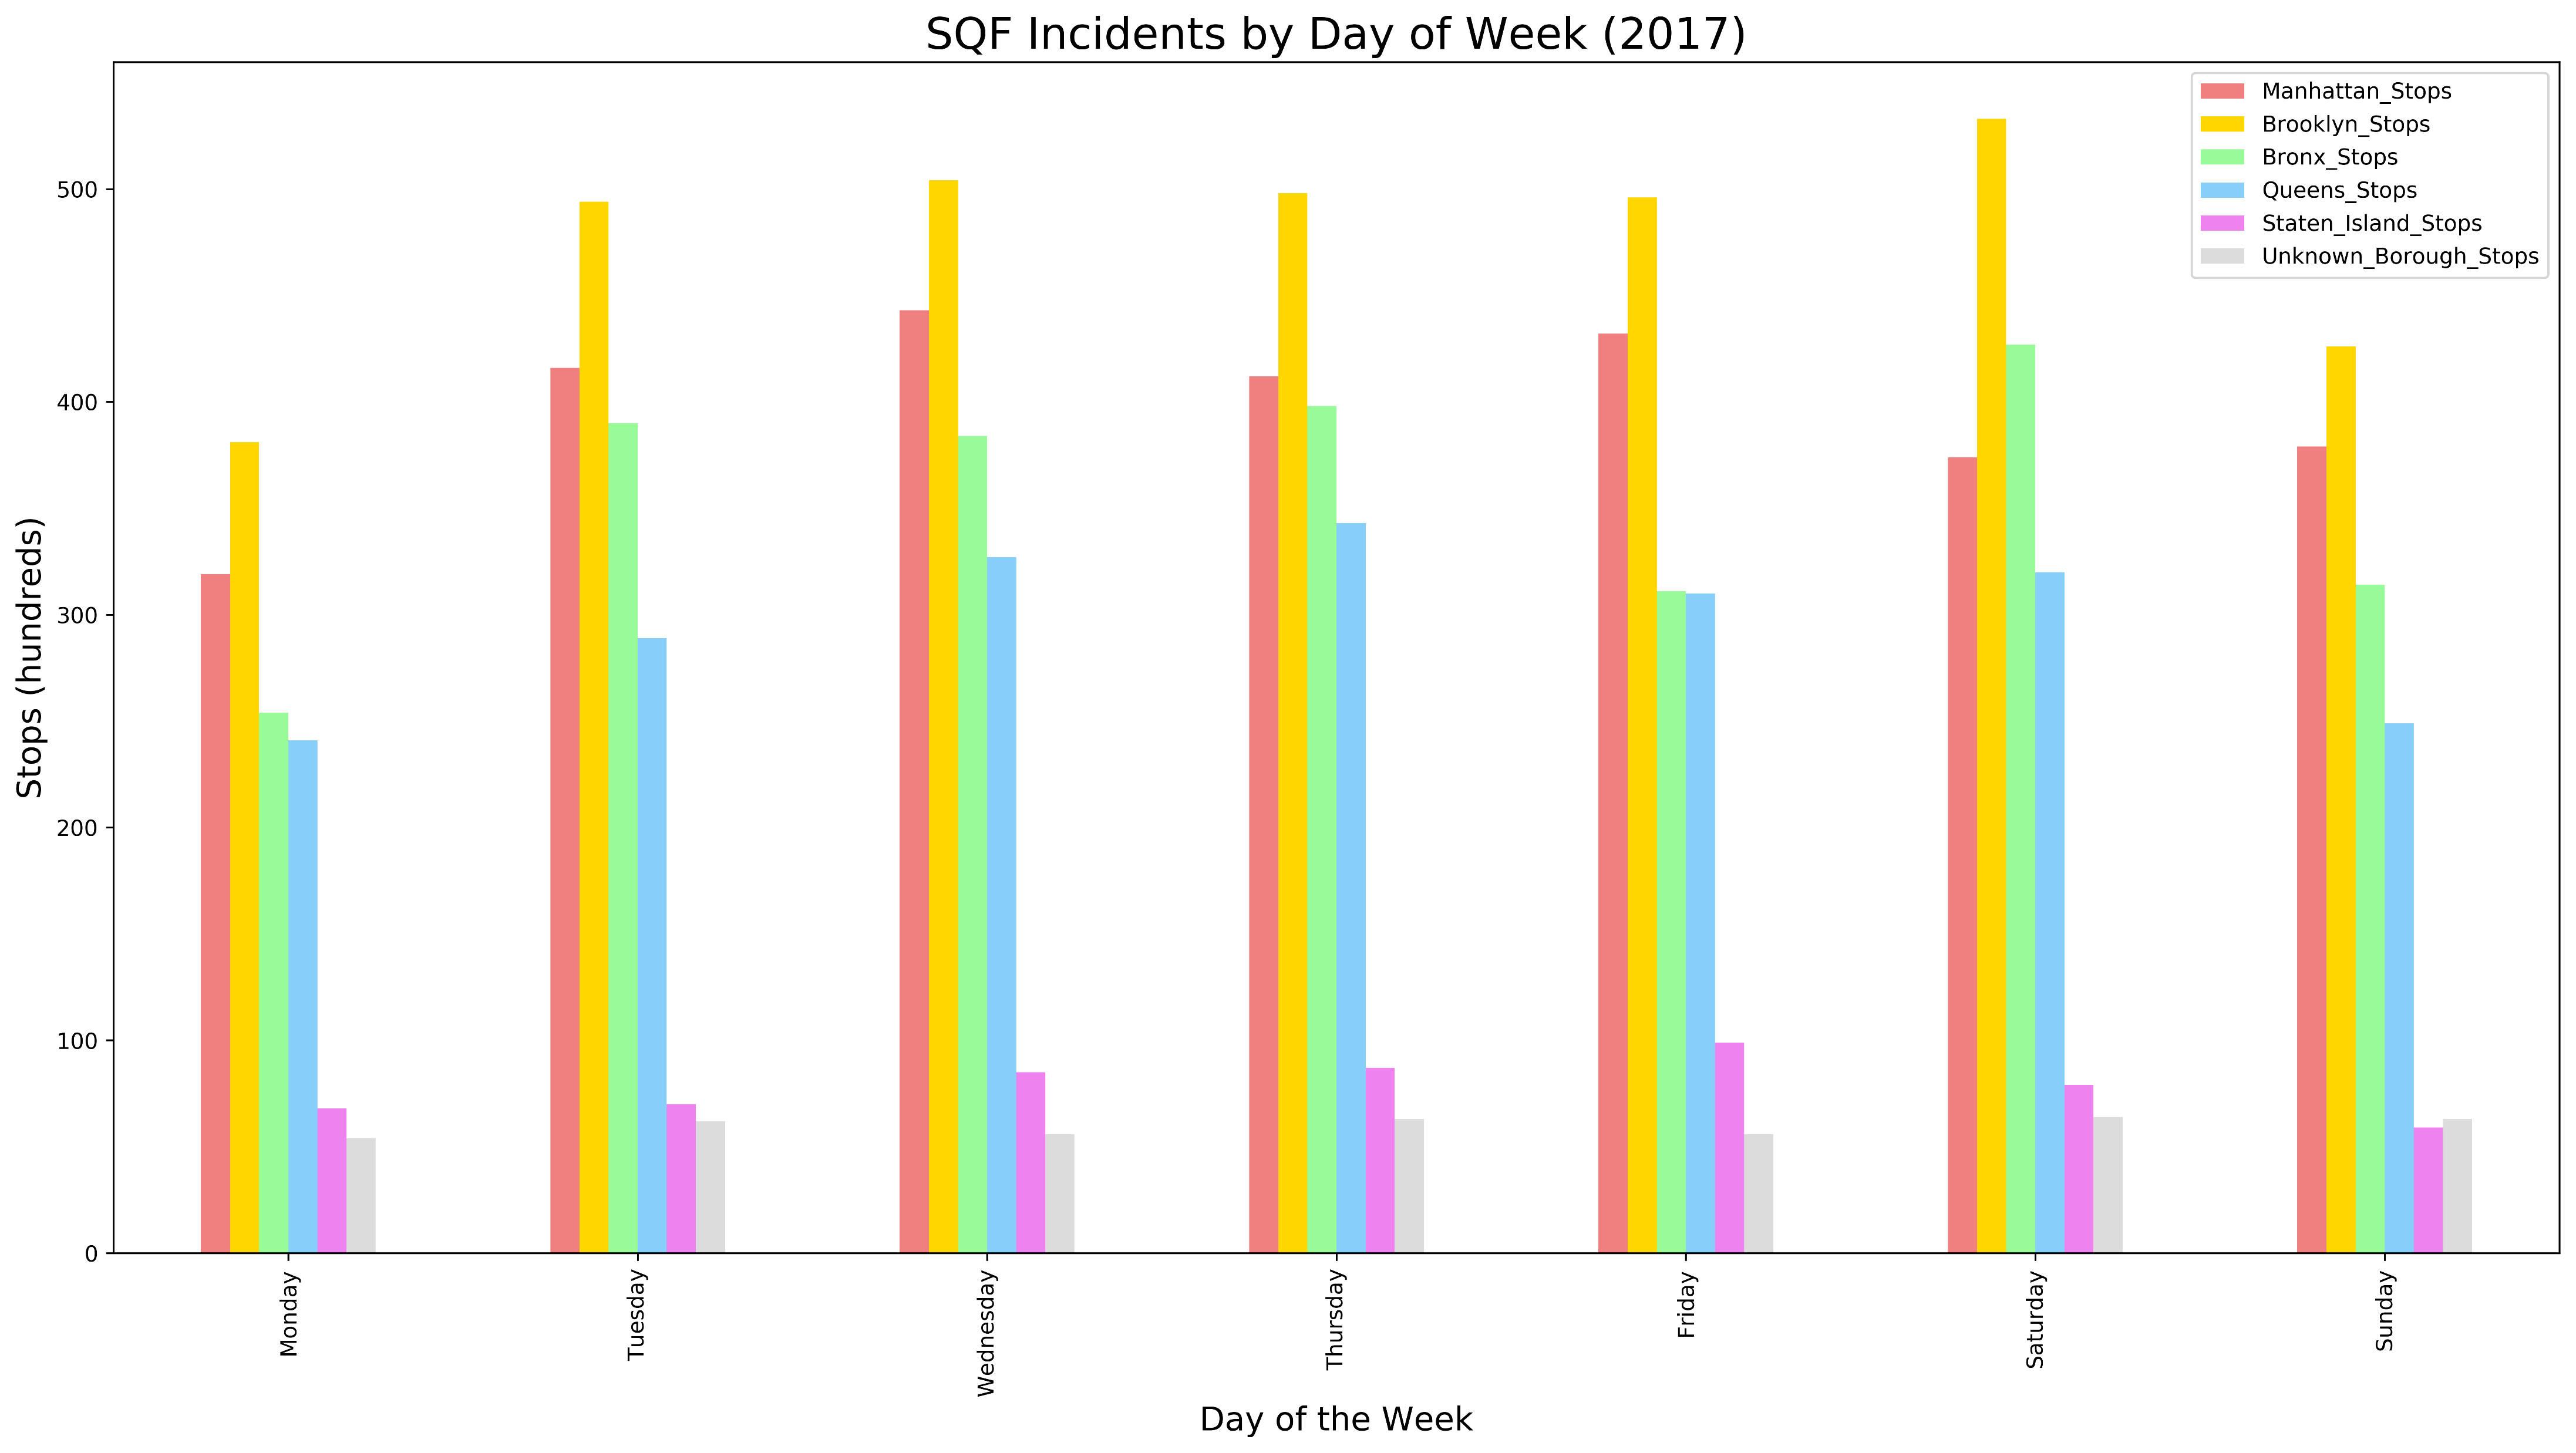 SQF Incidents by Day of Week (2017)
Manhattan_Stops
Brooklyn_Stops
Bronx_Stops
Queens_Stops
Staten_Island_Stops
Unknown_Borough_Stops
Stops (hundreds)
500
400
300
200
100
0
Monday
Tuesday
Wednesday
Thursday
Friday
Saturday
Sunday
Day of the Week